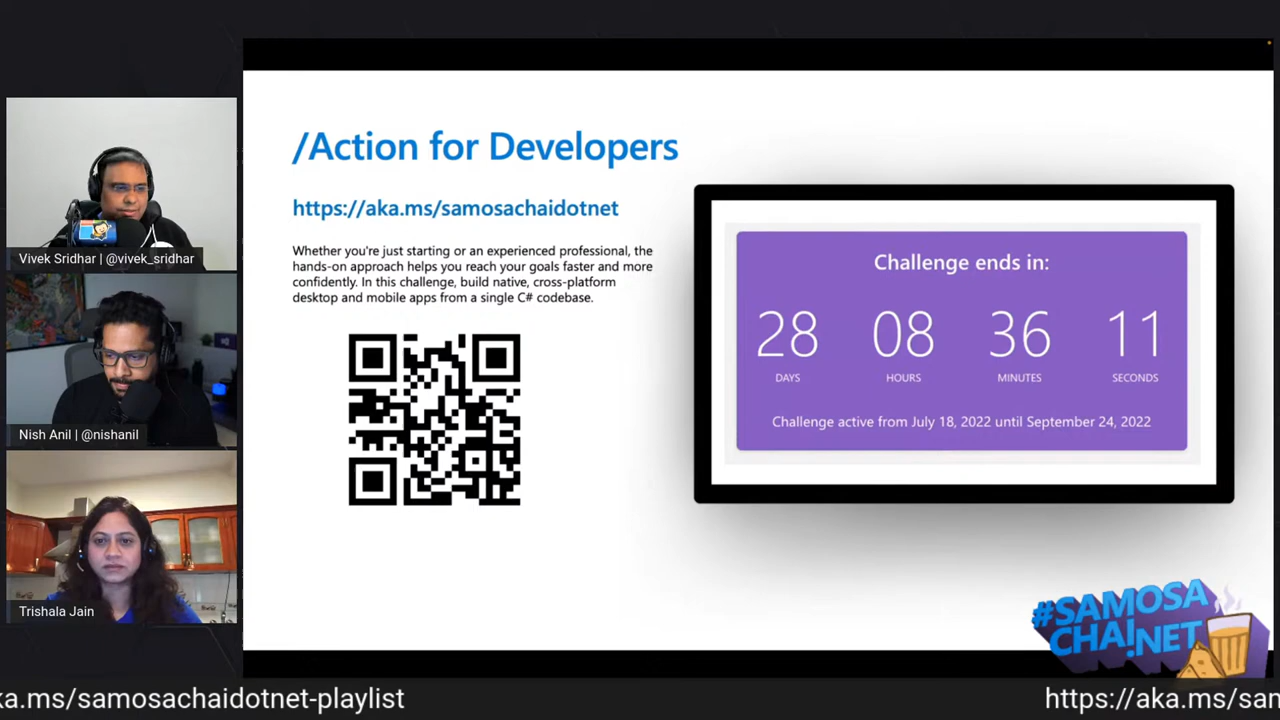 /Action for Developers
https://aka.ms/samosachaidotnet
Whether you're just starting or an experienced professional, the
hands-on approach helps you reach your goals faster and more
confidently. In this challenge, build native, cross-platform
desktop and mobile apps from a single C# codebase.
Challenge ends in:
28 08 36 11
DAYS HOURS MINUTES SECONDS
Challenge active from July 18, 2022 until September 24, 2022
Vivek Sridhar | @vivek_sridhar
Nish Anil | @nishanil
Trishala Jain
#SAMOSA
CHAI.NET
ka.ms/samosachaidotnet-playlist
https://aka.ms/sam